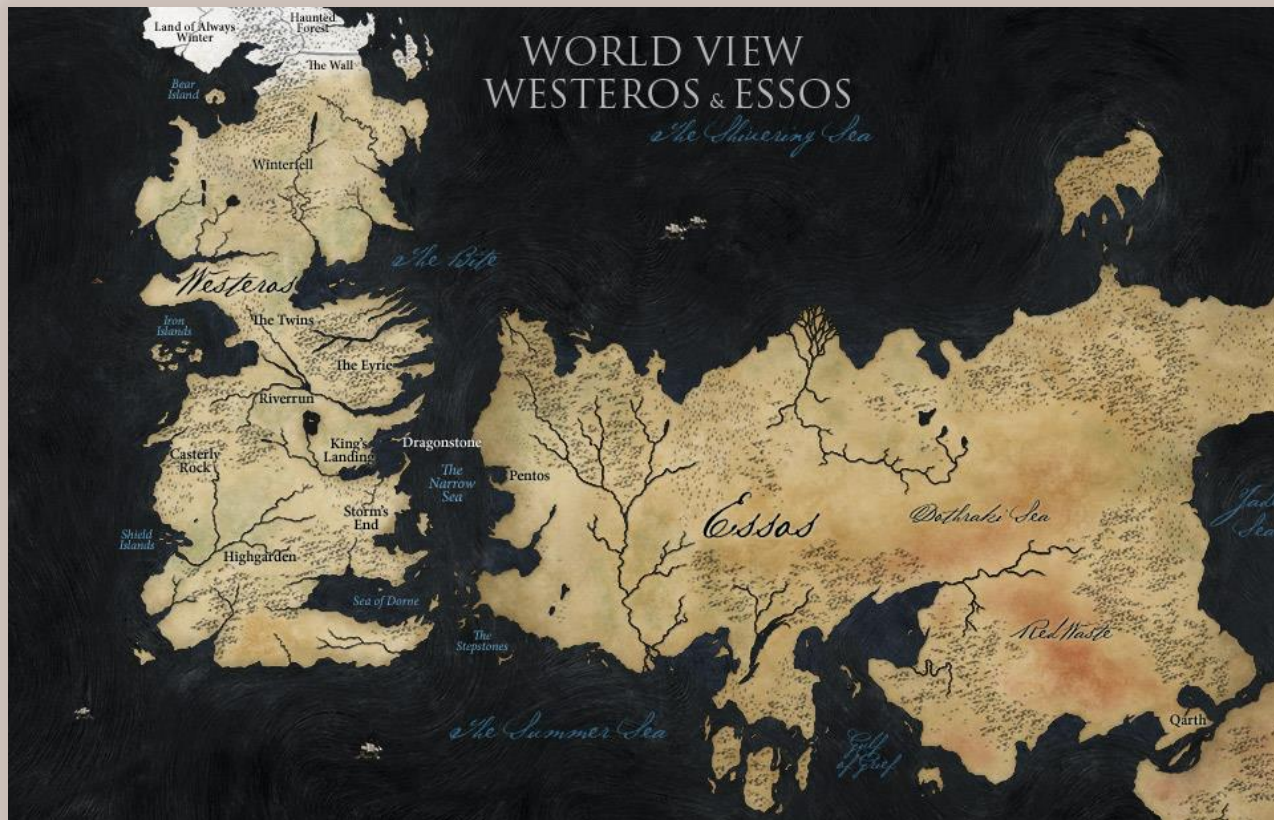 WORLD VIEW
WESTEROS & ESSOS
Land of Always
Winter
Haunted
Forest
The Wall
Bear
Island
The Shivering Sea
Winterfell
The Bite
Westeros
Iron
Islands
The Twins
The Eyrie
Riverrun
King's
Landing
Dragonstone
Casterly
Rock
The
Narrow
Sea
Pentos
Storm's
End
Essos
Dothraki Sea
Jad
Sea
Shield
Islands
Highgarden
Sea of Dorne
The
Stepstones
Red Waste
The Summer Sea
Qarth
Gulf
of Grief